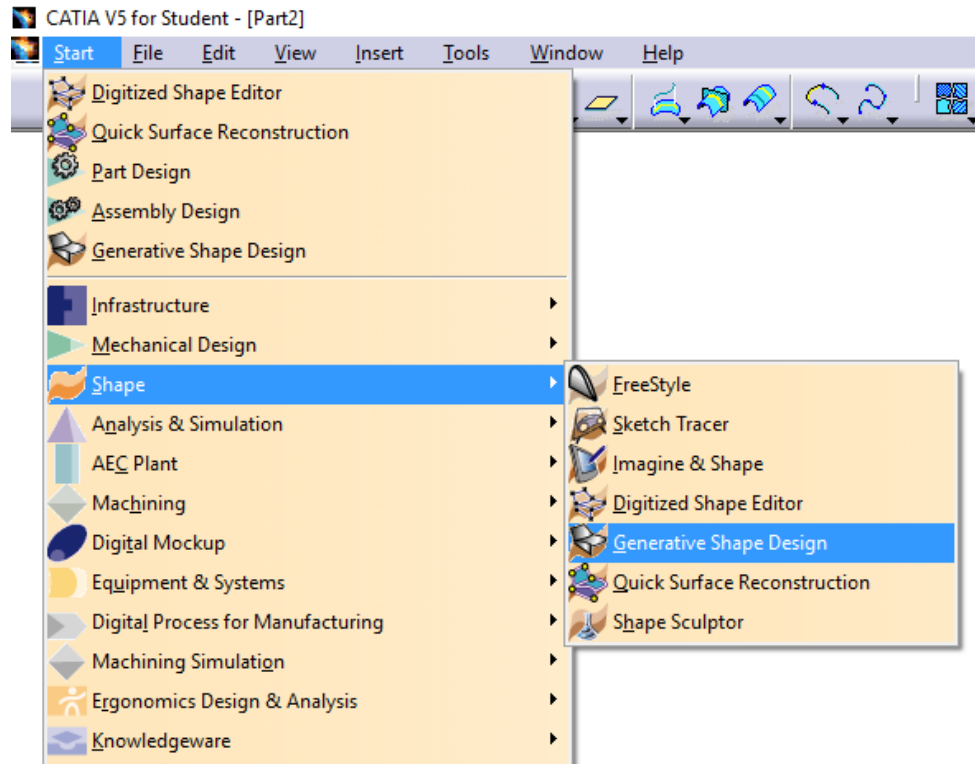 CATIA V5 for Student - [Part2]
Start File Edit View Insert Tools Window Help
Digitized Shape Editor
Quick Surface Reconstruction
Part Design
Assembly Design
Generative Shape Design
Infrastructure
Mechanical Design
Shape
Analysis & Simulation
AEC Plant
Machining
Digital Mockup
Equipment & Systems
Digital Process for Manufacturing
Machining Simulation
Ergonomics Design & Analysis
Knowledgeware
FreeStyle
Sketch Tracer
Imagine & Shape
Digitized Shape Editor
Generative Shape Design
Quick Surface Reconstruction
Shape Sculptor